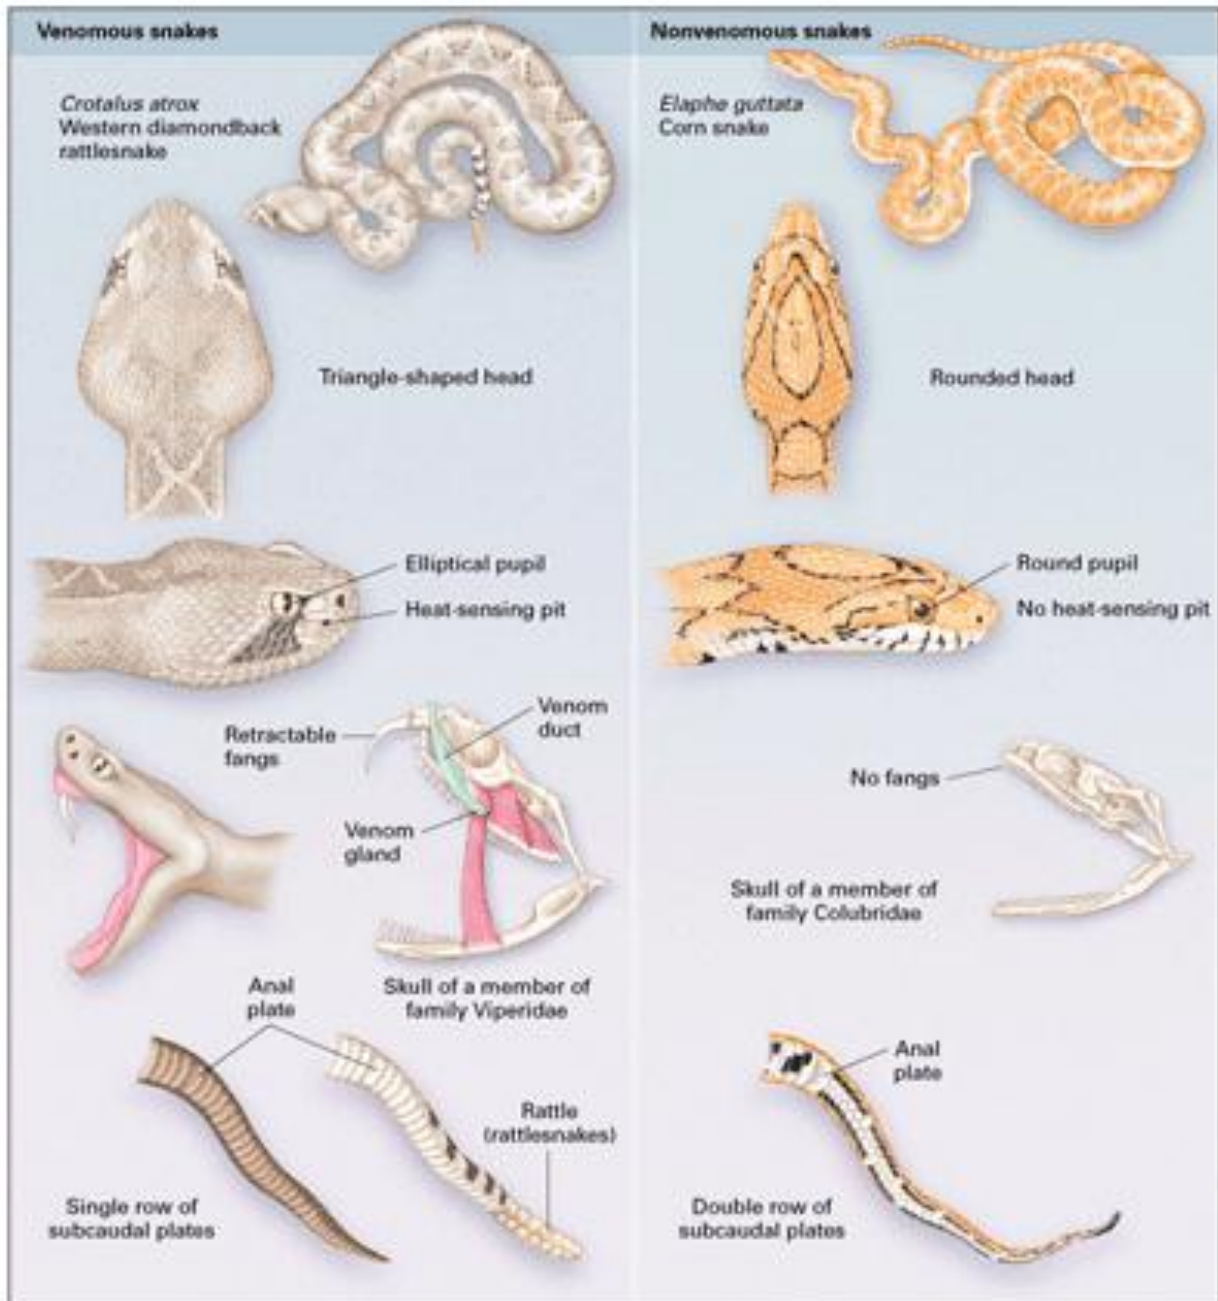 Venomous snakes
Crotalus atrox
Western diamondback
rattlesnake
Triangle-shaped head
Elliptical pupil
Heat-sensing pit
Retractable
fangs
Venom
duct
Venom
gland
Skull of a member of
family Viperidae
Anal
plate
Rattle
(rattlesnakes)
Single row of
subcaudal plates
Nonvenomous snakes
Elaphe guttata
Corn snake
Rounded head
Round pupil
No heat-sensing pit
No fangs
Skull of a member of
family Colubridae
Anal
plate
Double row of
subcaudal plates